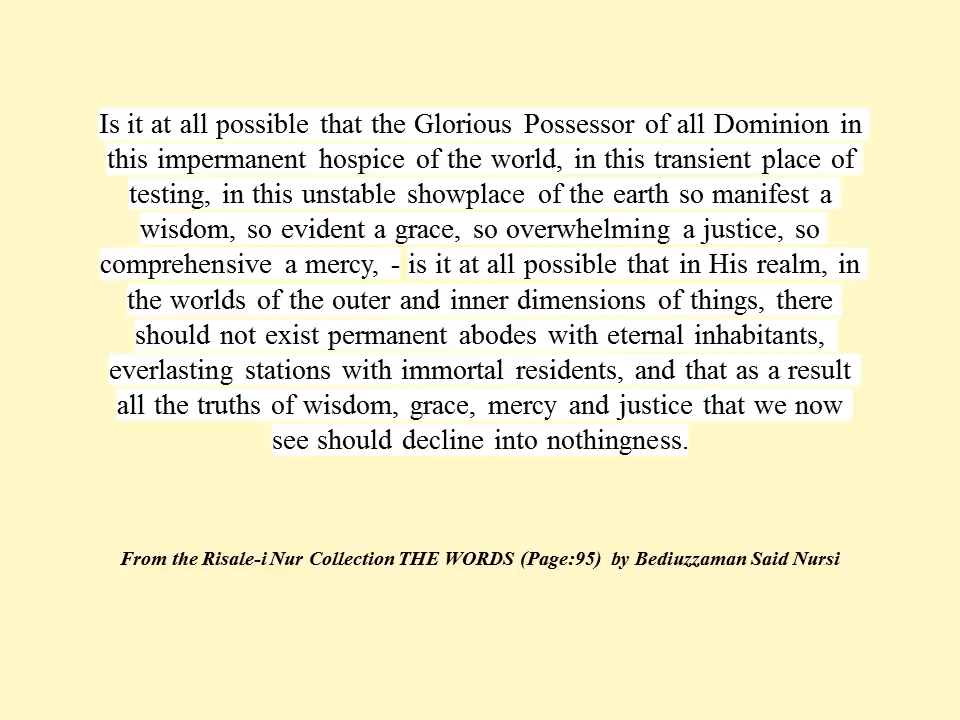 Is it at all possible that the Glorious Possessor of all Dominion in
this impermanent hospice of the world, in this transient place of
testing, in this unstable showplace of the earth so manifest a
wisdom, so evident a grace, so overwhelming a justice, so
comprehensive a mercy, - is it at all possible that in His realm, in
the worlds of the outer and inner dimensions of things, there
should not exist permanent abodes with eternal inhabitants,
everlasting stations with immortal residents, and that as a result
all the truths of wisdom, grace, mercy and justice that we now
see should decline into nothingness.
From the Risale-i Nur Collection THE WORDS (Page:95) by Bediuzzaman Said Nursi